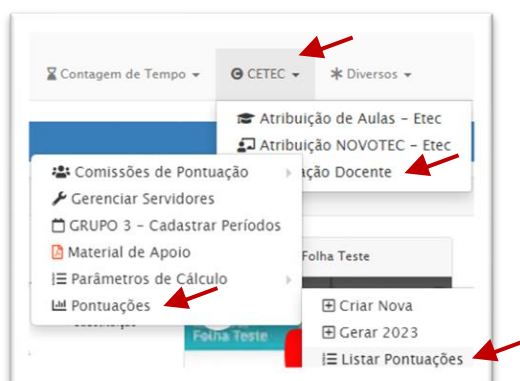 Contagem de Tempo
CETEC
Diversos
Atribuição de Aulas - Etec
Atribuição NOVOTEC - Etec
ação Docente
Comissões de Pontuação
Gerenciar Servidores
GRUPO 3 - Cadastrar Períodos
Material de Apoio
Parâmetros de Cálculo
Pontuações
Folha Teste
Folha Teste
Criar Nova
Gerar 2023
Listar Pontuações